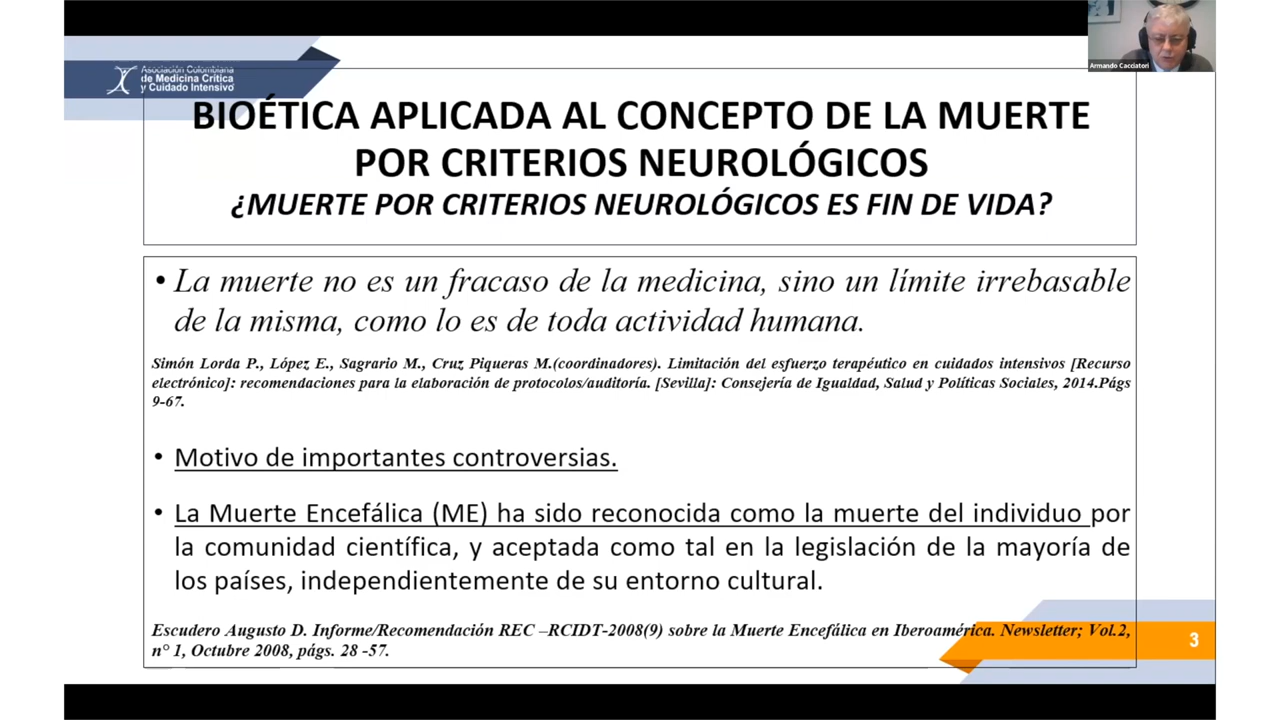 Asociación Colombiana
de Medicina Crítica
y Cuidado Intensivo
Armando Cacciatori
BIOÉTICA APLICADA AL CONCEPTO DE LA MUERTE
POR CRITERIOS NEUROLÓGICOS
¿MUERTE POR CRITERIOS NEUROLÓGICOS ES FIN DE VIDA?
• La muerte no es un fracaso de la medicina, sino un límite irrebasable
de la misma, como lo es de toda actividad humana.
Simón Lorda P., López E., Sagrario M., Cruz Piqueras M.(coordinadores). Limitación del esfuerzo terapéutico en cuidados intensivos [Recurso
electrónico]: recomendaciones para la elaboración de protocolos/auditoría. [Sevilla]: Consejería de Igualdad, Salud y Políticas Sociales, 2014.Págs
9-67.
• Motivo de importantes controversias.
• La Muerte Encefálica (ME) ha sido reconocida como la muerte del individuo por
la comunidad científica, y aceptada como tal en la legislación de la mayoría de
los países, independientemente de su entorno cultural.
Escudero Augusto D. Informe/Recomendación REC –RCIDT-2008(9) sobre la Muerte Encefálica en Iberoamérica. Newsletter; Vol.2,
n° 1, Octubre 2008, págs. 28 -57.
3